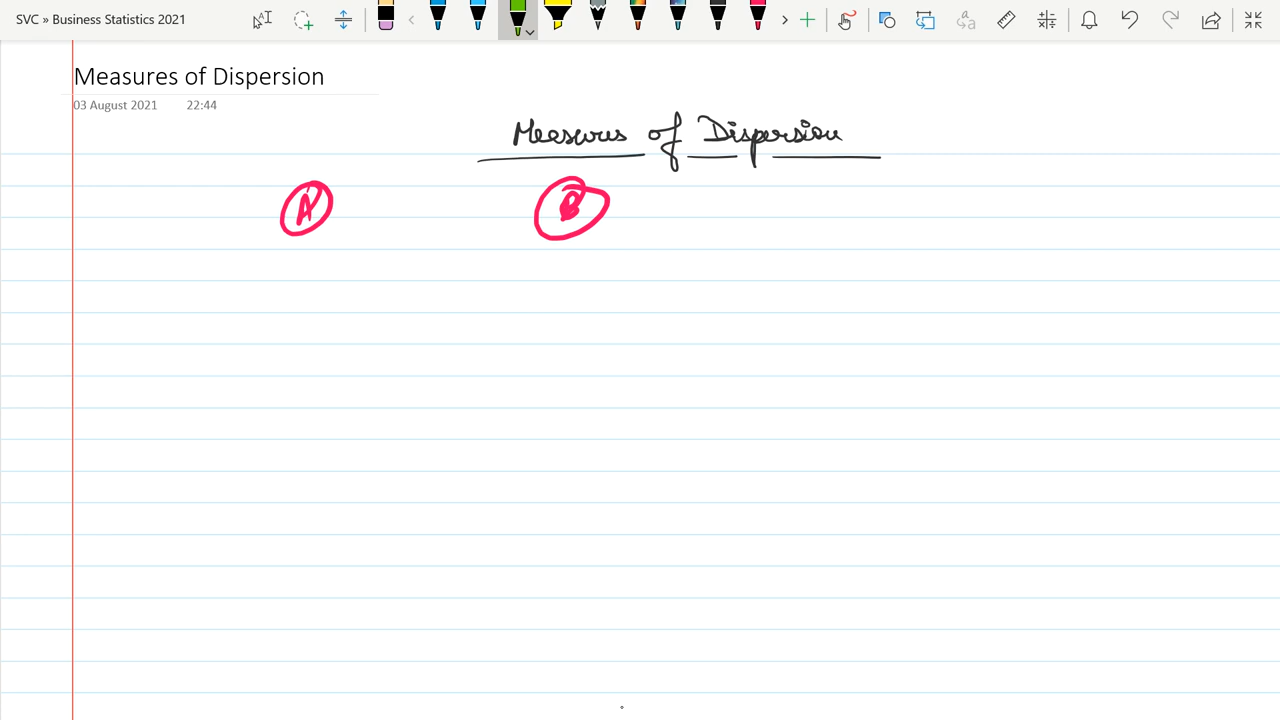 SVC » Business Statistics 2021
Measures of Dispersion
03 August 2021 22:44
Measures of Dispersion
A B